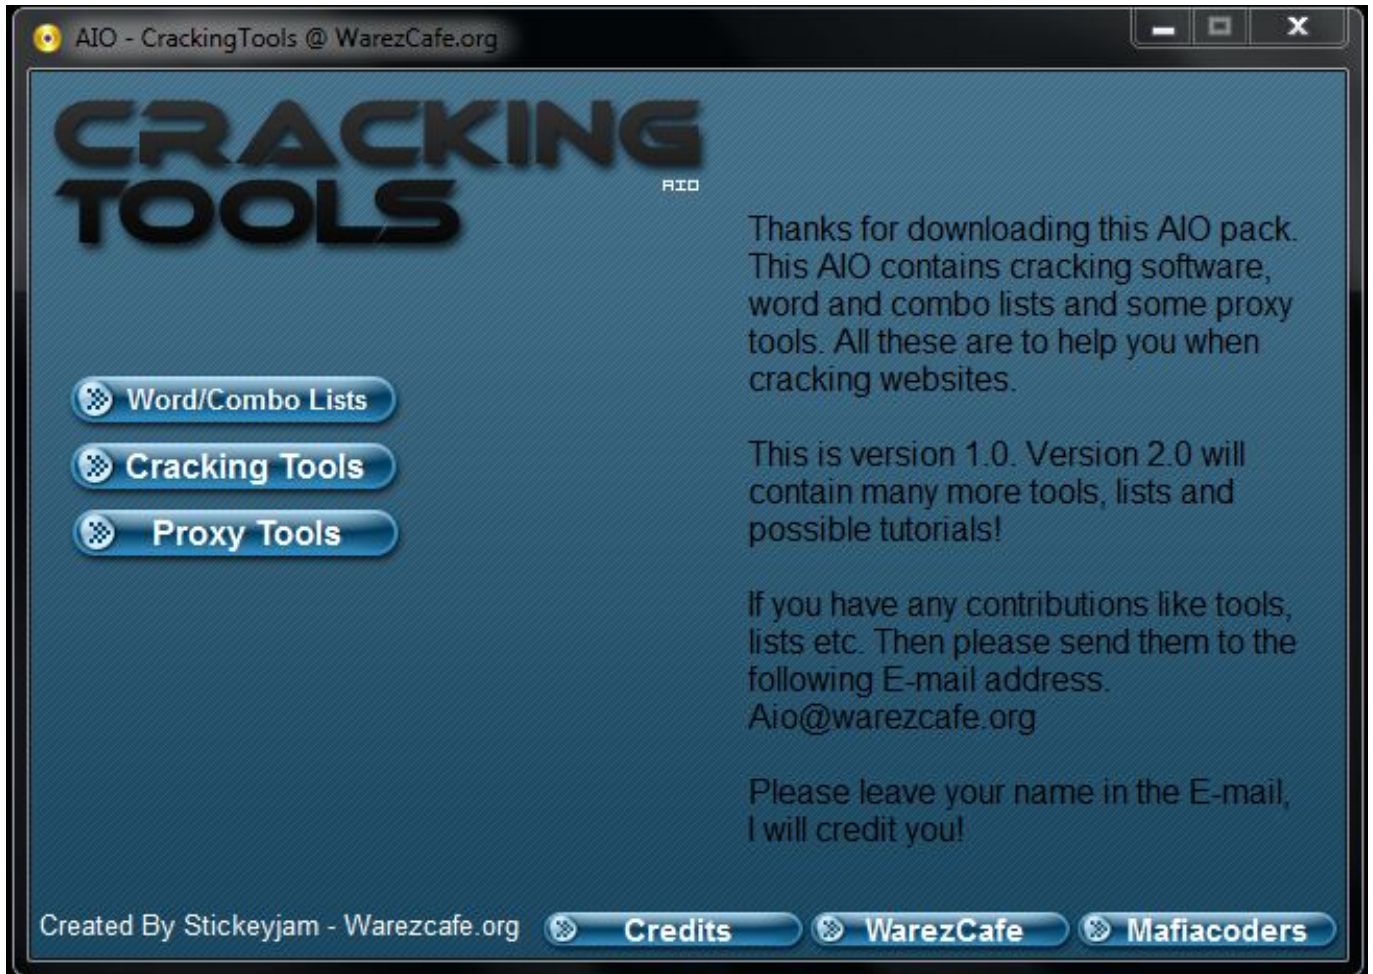 AIO - CrackingTools @ WarezCafe.org
CRACKING
TOOLS
AIO
Word/Combo Lists
Cracking Tools
Proxy Tools
Thanks for downloading this AIO pack.
This AIO contains cracking software,
word and combo lists and some proxy
tools. All these are to help you when
cracking websites.
This is version 1.0. Version 2.0 will
contain many more tools, lists and
possible tutorials!
If you have any contributions like tools,
lists etc. Then please send them to the
following E-mail address.
Aio@warezcafe.org
Please leave your name in the E-mail,
I will credit you!
Created By Stickeyjam - Warezcafe.org
Credits
WarezCafe
Mafiacoders